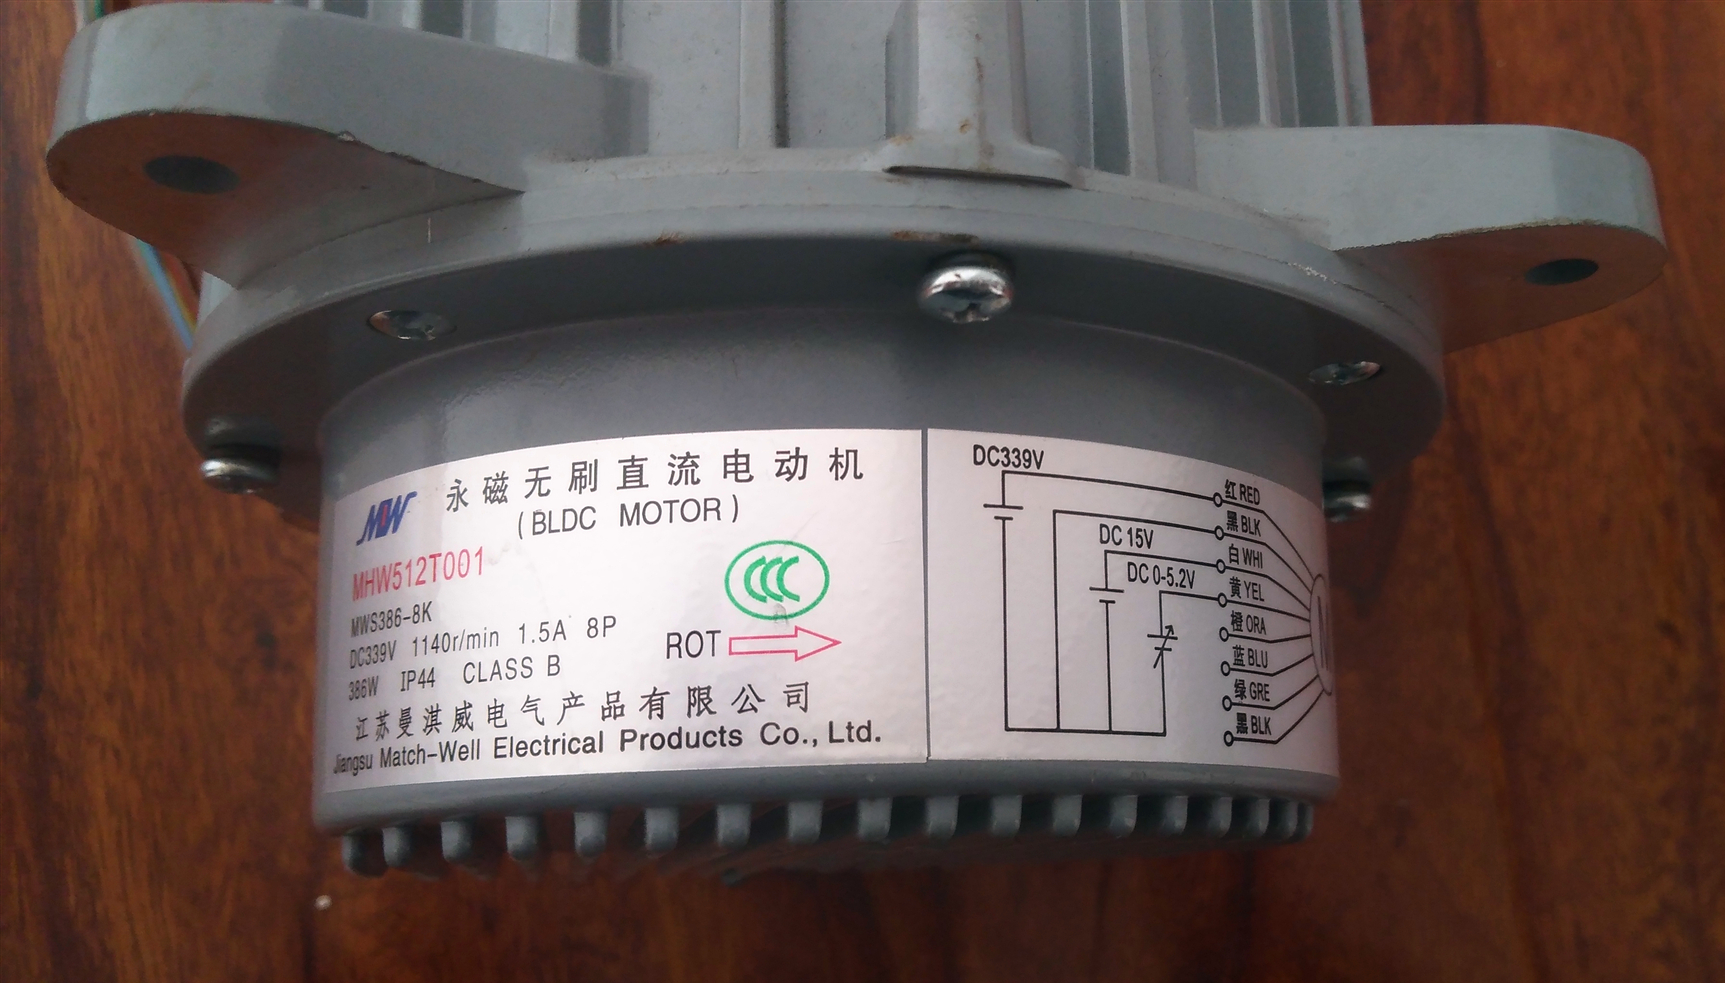 MW
永磁无刷直流电动机
(BLDC MOTOR)
MHW512T001
MWS386-8K
DC339V 1140r/min 1.5A 8P
386W IP44 CLASS B
CCC
ROT
江苏曼淇威电气产品有限公司
Jiangsu Match-Well Electrical Products Co., Ltd.
DC339V
DC 15V
DC 0-5.2V
红 RED
黑 BLK
白 WHI
黄 YEL
橙 ORA
蓝 BLU
绿 GRE
黑 BLK
M